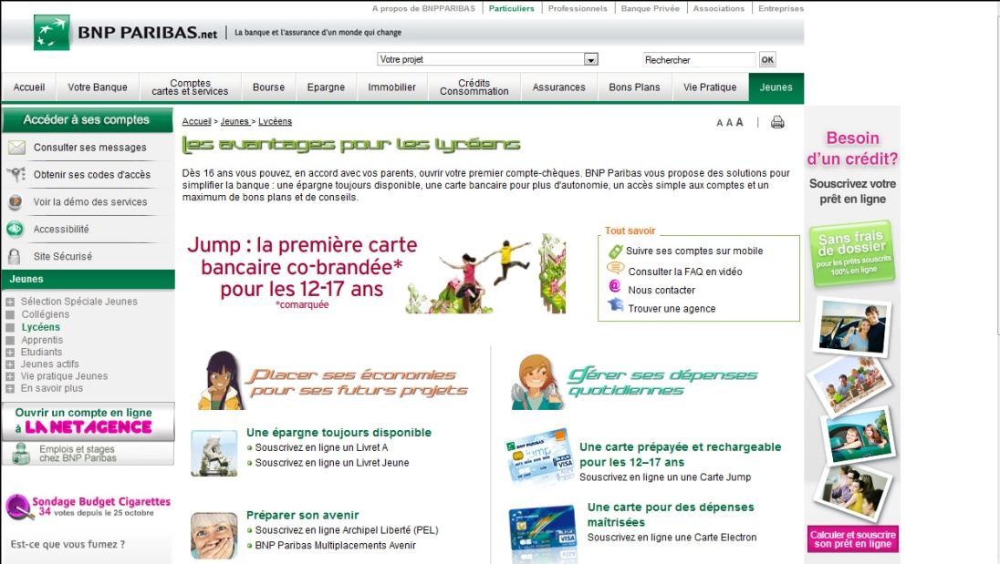 A propos de BNPPARIBAS | Particuliers | Professionnels | Banque Privée | Associations | Entreprises
BNP PARIBAS.net | La banque et l'assurance d'un monde qui change
Votre projet
Rechercher OK
Accueil
Votre Banque
Comptes
cartes et services
Bourse
Epargne
Immobilier
Crédits
Consommation
Assurances
Bons Plans
Vie Pratique
Jeunes
Accéder à ses comptes
Consulter ses messages
Obtenir ses codes d'accès
Voir la démo des services
Accessibilité
Site Sécurisé
Jeunes
Sélection Spéciale Jeunes
Collégiens
Lycéens
Apprentis
Etudiants
Jeunes actifs
Vie pratique Jeunes
En savoir plus
Ouvrir un compte en ligne
à LA NETAGENCE
Emplois et stages
chez BNP Paribas
Sondage Budget Cigarettes
34 votes depuis le 25 octobre
Est-ce que vous fumez ?
Accueil > Jeunes > Lycéens
A A A |
Les avantages pour les lycéens
Dès 16 ans vous pouvez, en accord avec vos parents, ouvrir votre premier compte-chèques. BNP Paribas vous propose des solutions pour
simplifier la banque : une épargne toujours disponible, une carte bancaire pour plus d'autonomie, un accès simple aux comptes et un
maximum de bons plans et de conseils.
Jump : la première carte
bancaire co-brandée*
pour les 12-17 ans
*comarquée
Tout savoir
Suivre ses comptes sur mobile
Consulter la FAQ en vidéo
Nous contacter
Trouver une agence
Placer ses économies
pour ses futurs projets
Une épargne toujours disponible
Souscrivez en ligne un Livret A
Souscrivez en ligne un Livret Jeune
Préparer son avenir
Souscrivez en ligne Archipel Liberté (PEL)
BNP Paribas Multiplacements Avenir
Gérer ses dépenses
quotidiennes
BNP PARIBAS
jump
BLEUE
VISA
Une carte prépayée et rechargeable
pour les 12–17 ans
Souscrivez en ligne un une Carte Jump
BNP PARIBAS
BLEUE
VISA
Une carte pour des dépenses
maîtrisées
Souscrivez en ligne une Carte Electron
Besoin
d'un crédit?
Souscrivez votre
prêt en ligne
Sans frais
de dossier
pour les prêts souscrits
100% en ligne
Calculer et souscrire
son prêt en ligne